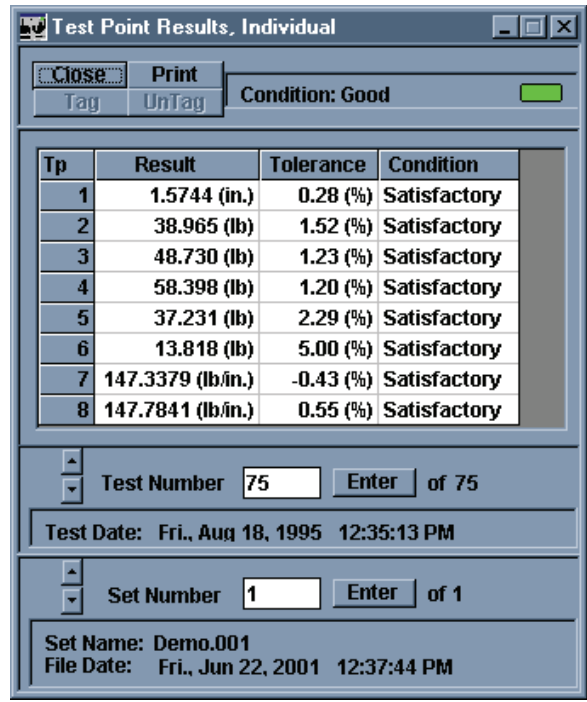 Test Point Results, Individual
Close Print
Tag UnTag
Condition: Good
Tp Result Tolerance Condition
1 1.5744 (in.) 0.28 (%) Satisfactory
2 38.965 (lb) 1.52 (%) Satisfactory
3 48.730 (lb) 1.23 (%) Satisfactory
4 58.398 (lb) 1.20 (%) Satisfactory
5 37.231 (lb) 2.29 (%) Satisfactory
6 13.818 (lb) 5.00 (%) Satisfactory
7 147.3379 (lb/in.) -0.43 (%) Satisfactory
8 147.7841 (lb/in.) 0.55 (%) Satisfactory
Test Number 75 Enter of 75
Test Date: Fri., Aug 18, 1995 12:35:13 PM
Set Number 1 Enter of 1
Set Name: Demo.001
File Date: Fri., Jun 22, 2001 12:37:44 PM